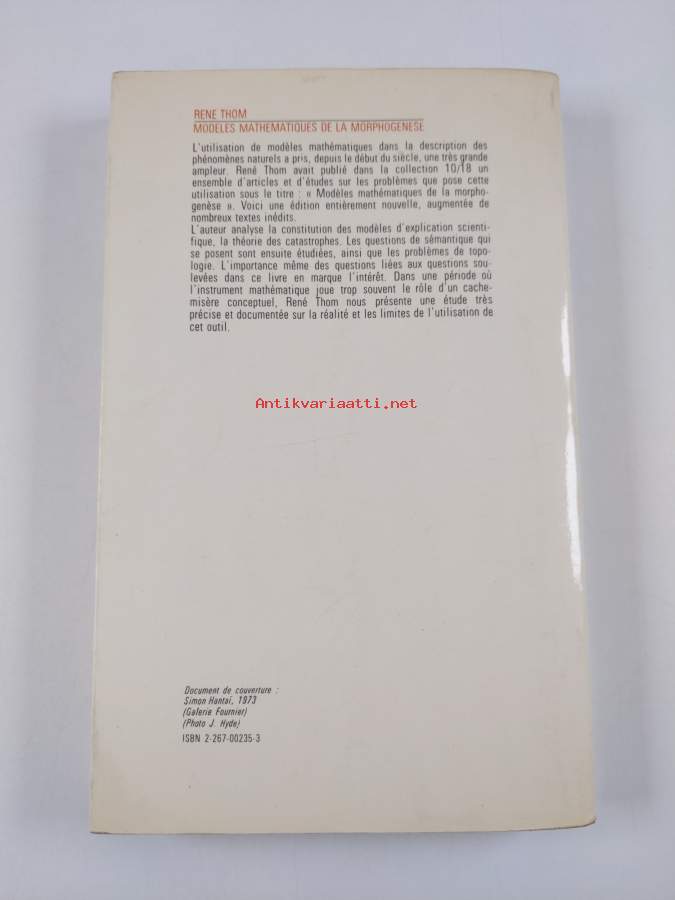 RENE THOM
MODELES MATHEMATIQUES DE LA MORPHOGENESE
L'utilisation de modèles mathématiques dans la description des
phénomènes naturels a pris, depuis le début du siècle, une très grande
ampleur. René Thom avait publié dans la collection 10/18 un
ensemble d'articles et d'études sur les problèmes que pose cette
utilisation sous le titre : « Modèles mathématiques de la morpho-
genèse ». Voici une édition entièrement nouvelle, augmentée de
nombreux textes inédits.
L'auteur analyse la constitution des modèles d'explication scienti-
fique, la théorie des catastrophes. Les questions de sémantique qui
se posent sont ensuite étudiées, ainsi que les problèmes de topo-
logie. L'importance même des questions liées aux questions sou-
levées dans ce livre en marque l'intérêt. Dans une période où
l'instrument mathématique joue trop souvent le rôle d'un cache-
misère conceptuel, René Thom nous présente une étude très
précise et documentée sur la réalité et les limites de l'utilisation de
cet outil.
Antikvariaatti.net
Document de couverture :
Simon Hantaï, 1973
(Galerie Fournier)
(Photo J. Hyde)
ISBN 2-267-00235-3